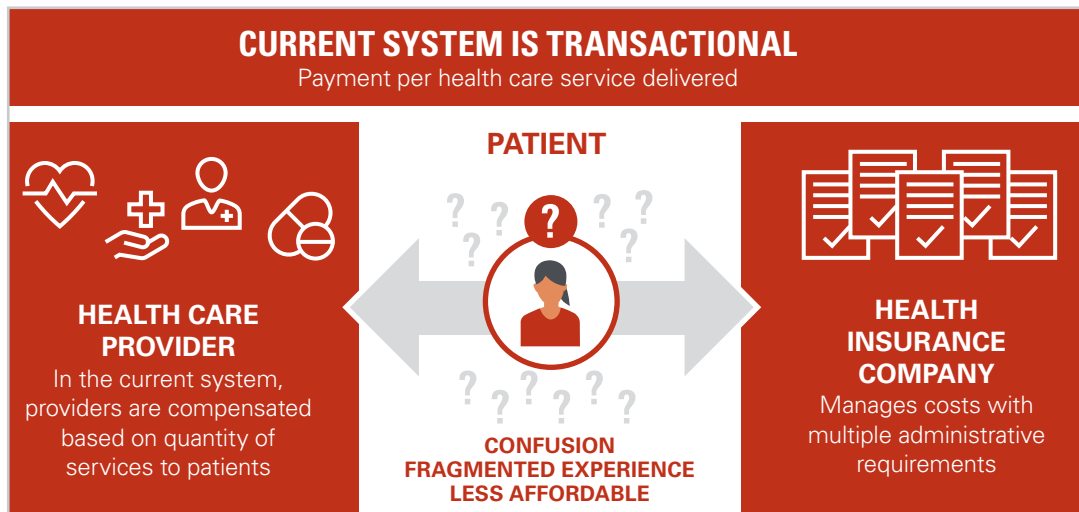 CURRENT SYSTEM IS TRANSACTIONAL
Payment per health care service delivered
HEALTH CARE
PROVIDER
In the current system,
providers are compensated
based on quantity of
services to patients
PATIENT
? ? ? ?
?
? ?
? ? ?
? ? ?
CONFUSION
FRAGMENTED EXPERIENCE
LESS AFFORDABLE
HEALTH
INSURANCE
COMPANY
Manages costs with
multiple administrative
requirements